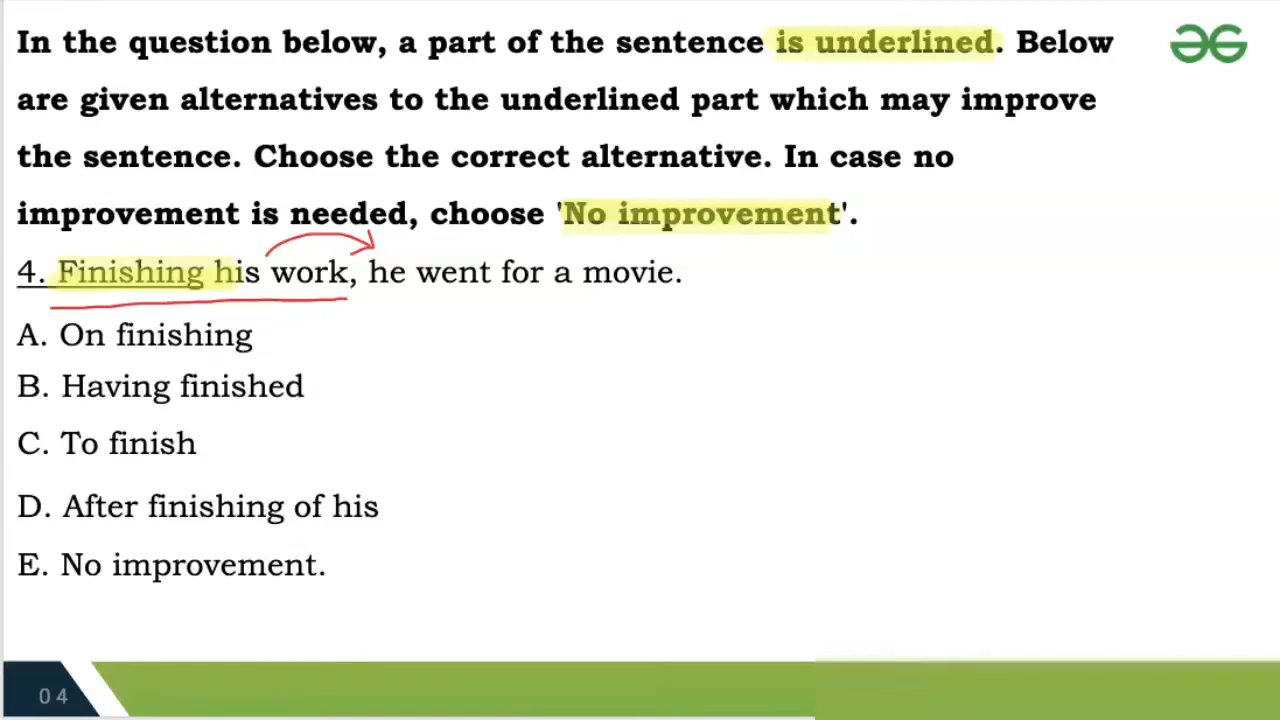 In the question below, a part of the sentence is underlined. Below
are given alternatives to the underlined part which may improve
the sentence. Choose the correct alternative. In case no
improvement is needed, choose 'No improvement'.
4. Finishing his work, he went for a movie.
A. On finishing
B. Having finished
C. To finish
D. After finishing of his
E. No improvement.
04